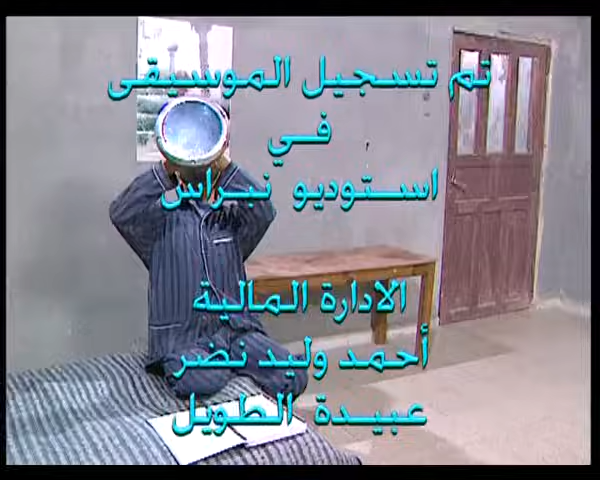 تم تسجيل الموسيقى
في
استوديو نبراس
الادارة المالية
أحمد وليد نضر
عبيدة الطويل